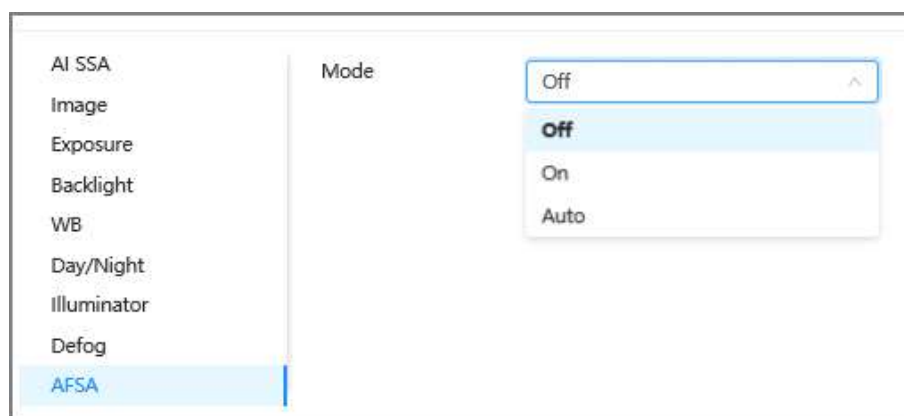 AI SSA
Image
Exposure
Backlight
WB
Day/Night
Illuminator
Defog
AFSA
Mode
Off
Off
On
Auto